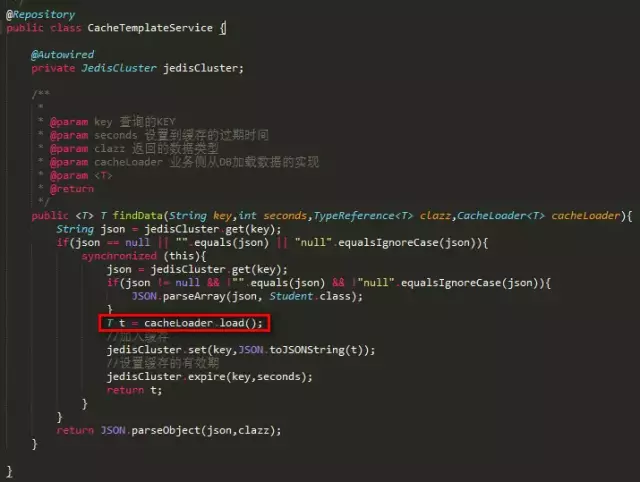 */
@Repository
public class CacheTemplateService {
@Autowired
private JedisCluster jedisCluster;
/**
*
* @param key 查询的KEY
* @param seconds 设置到缓存的过期时间
* @param clazz 返回的数据类型
* @param cacheLoader 业务侧从DB加载数据的实现
* @param <T>
* @return
*/
public <T> T findData(String key,int seconds,TypeReference<T> clazz,CacheLoader<T> cacheLoader){
String json = jedisCluster.get(key);
if(json == null || "".equals(json) || "null".equalsIgnoreCase(json)){
synchronized (this){
json = jedisCluster.get(key);
if(json != null && !"".equals(json) && !"null".equalsIgnoreCase(json)){
JSON.parseArray(json, Student.class);
}
T t = cacheLoader.load();
//加入缓存
jedisCluster.set(key,JSON.toJSONString(t));
//设置缓存的有效期
jedisCluster.expire(key,seconds);
return t;
}
}
return JSON.parseObject(json,clazz);
}
}